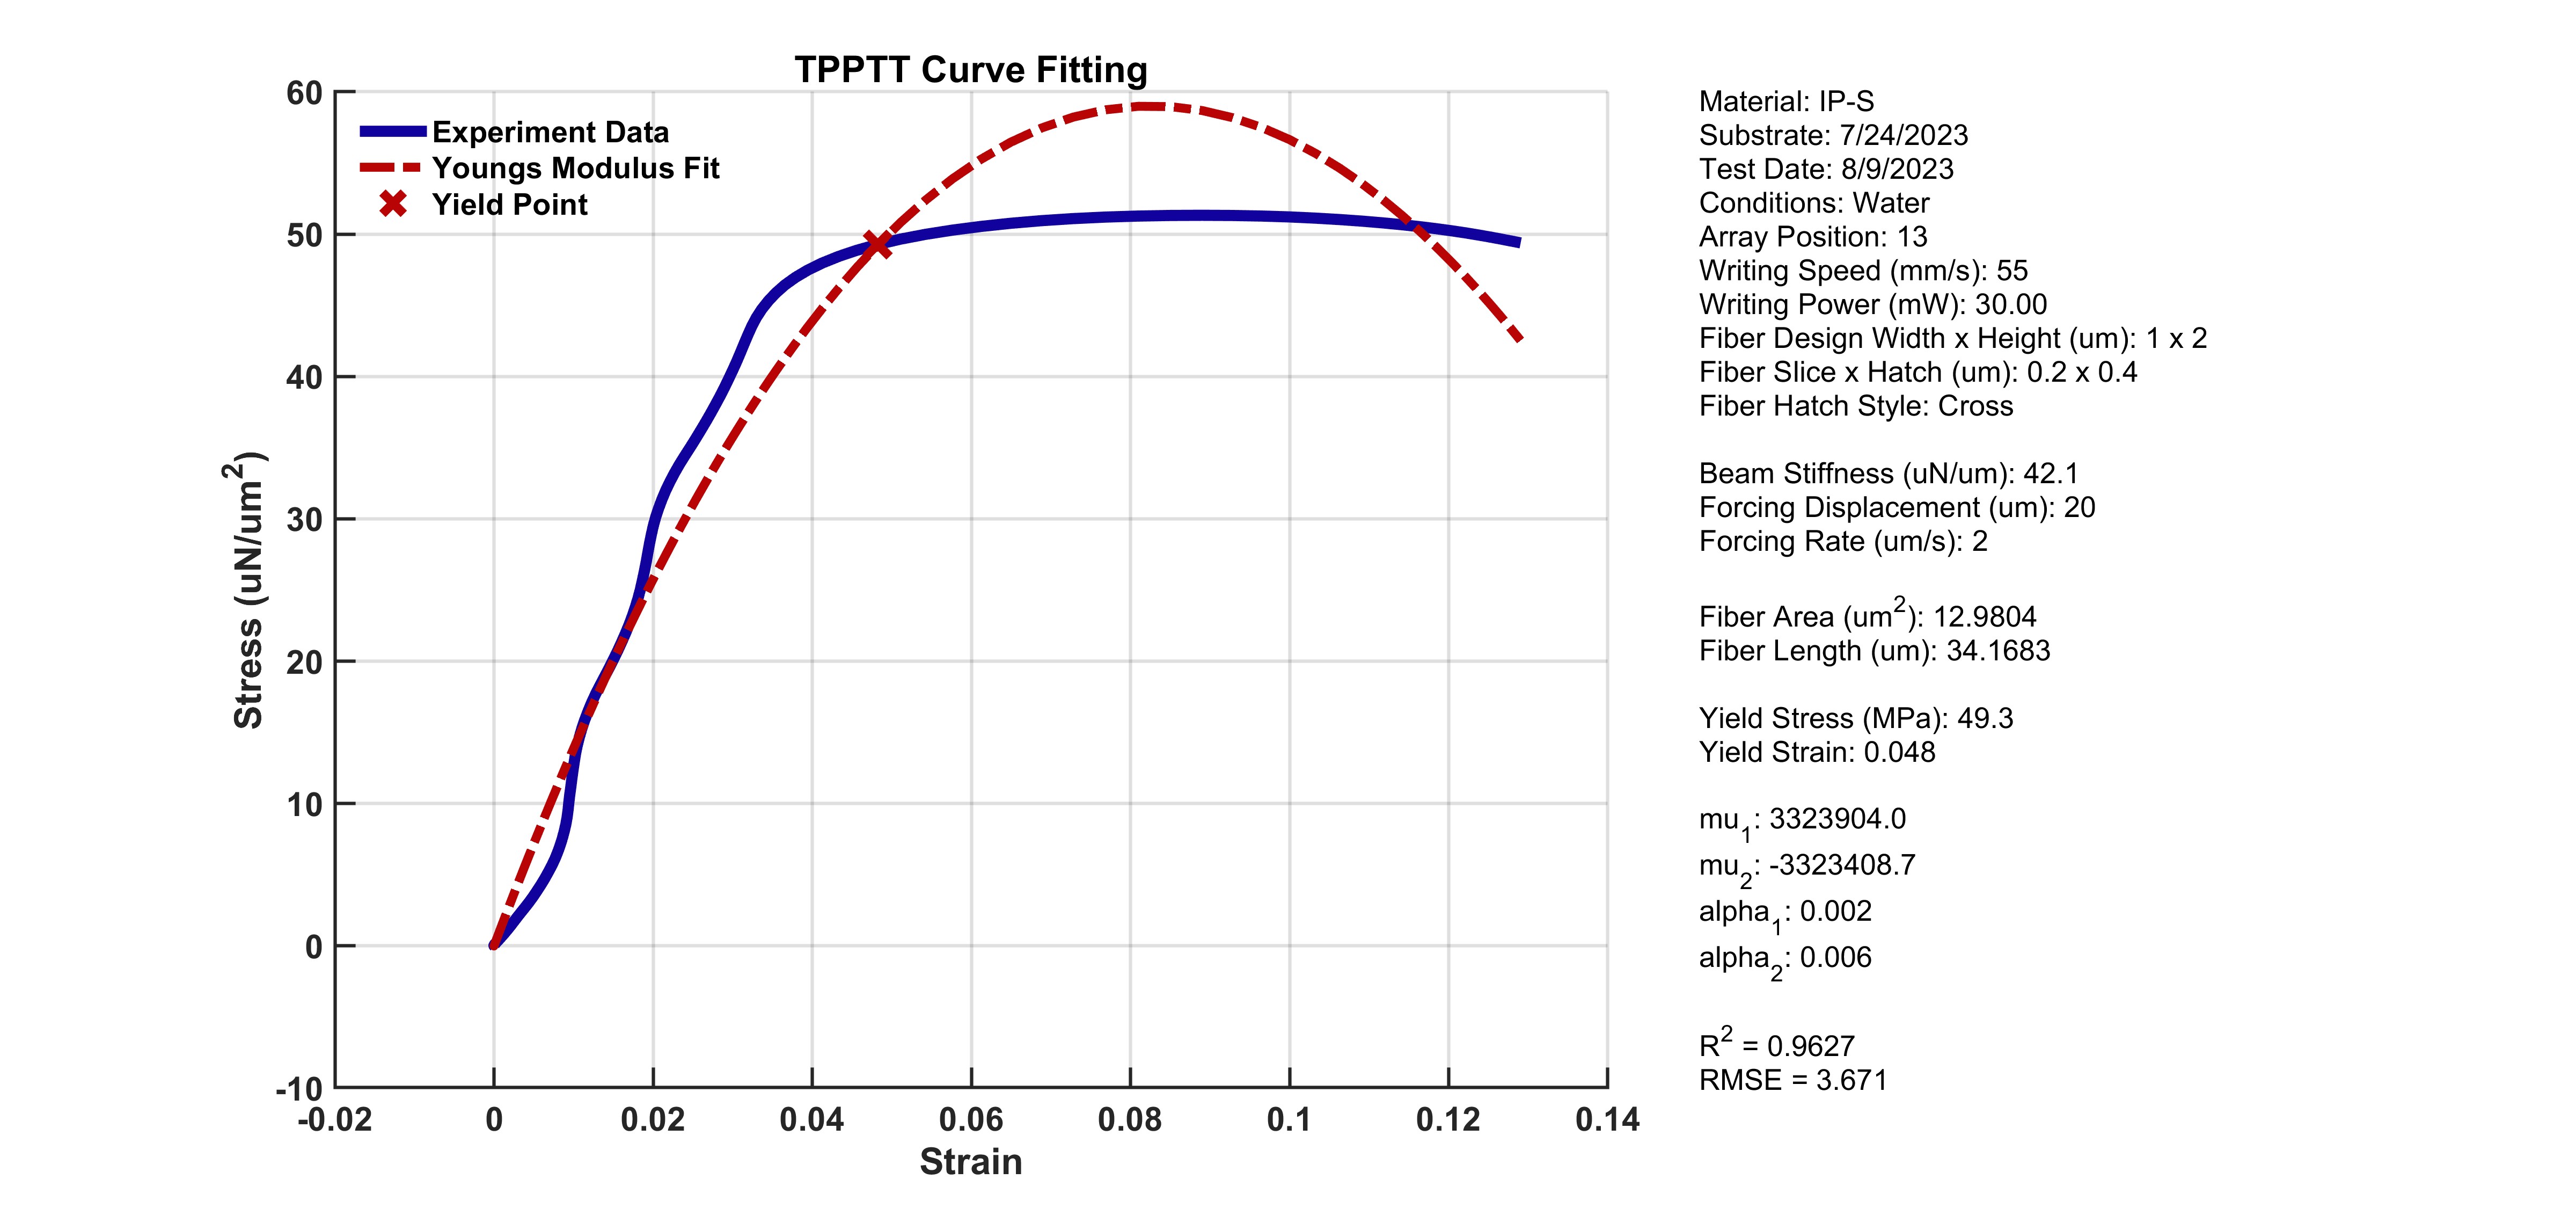 TPPTT Curve Fitting
60
50
40
30
20
10
0
-10
Stress (uN/um²)
Experiment Data
Youngs Modulus Fit
Yield Point
-0.02 0 0.02 0.04 0.06 0.08 0.1 0.12 0.14
Strain
Material: IP-S
Substrate: 7/24/2023
Test Date: 8/9/2023
Conditions: Water
Array Position: 13
Writing Speed (mm/s): 55
Writing Power (mW): 30.00
Fiber Design Width x Height (um): 1 x 2
Fiber Slice x Hatch (um): 0.2 x 0.4
Fiber Hatch Style: Cross
Beam Stiffness (uN/um): 42.1
Forcing Displacement (um): 20
Forcing Rate (um/s): 2
Fiber Area (um²): 12.9804
Fiber Length (um): 34.1683
Yield Stress (MPa): 49.3
Yield Strain: 0.048
mu₁: 3323904.0
mu₂: -3323408.7
alpha₁: 0.002
alpha₂: 0.006
R² = 0.9627
RMSE = 3.671